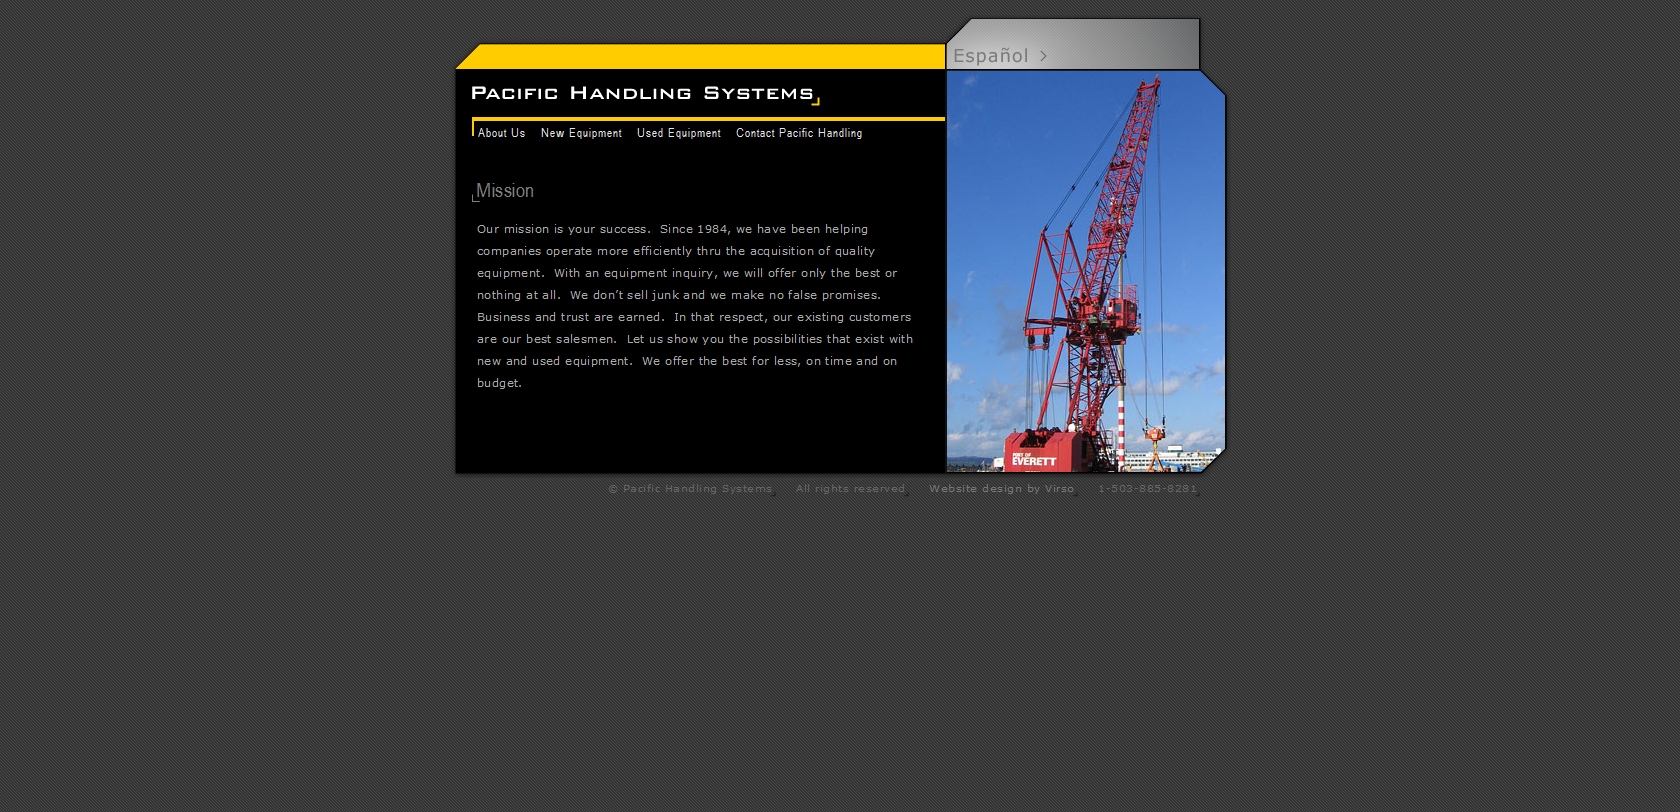 Español >
Pacific Handling Systems
About Us New Equipment Used Equipment Contact Pacific Handling
Mission
Our mission is your success.  Since 1984, we have been helping
companies operate more efficiently thru the acquisition of quality
equipment.  With an equipment inquiry, we will offer only the best or
nothing at all.  We don’t sell junk and we make no false promises.
Business and trust are earned.  In that respect, our existing customers
are our best salesmen.  Let us show you the possibilities that exist with
new and used equipment.  We offer the best for less, on time and on
budget.
PORT OF
EVERETT
© Pacific Handling Systems All rights reserved Website design by Virso 1-503-885-8281